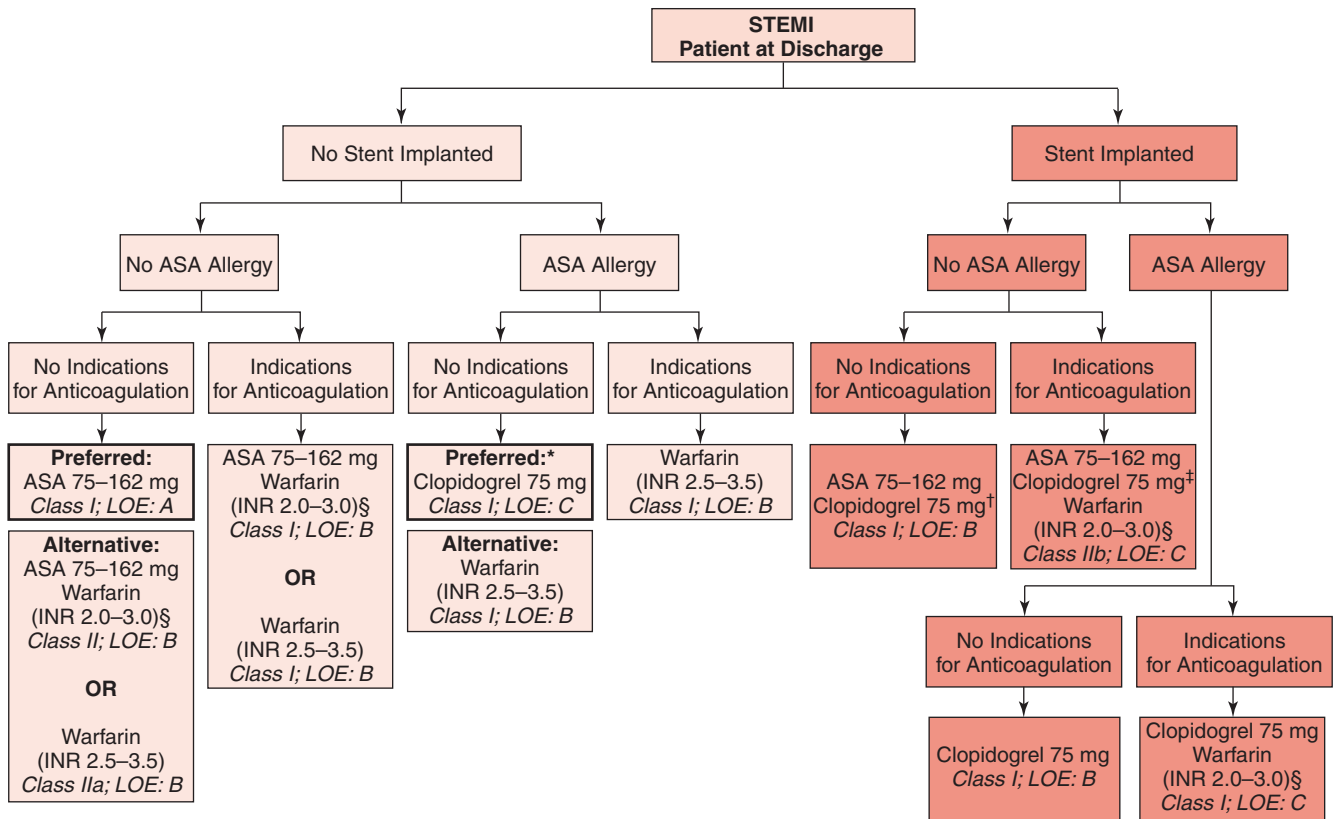 STEMI
Patient at Discharge
No Stent Implanted
Stent Implanted
No ASA Allergy
ASA Allergy
No ASA Allergy
ASA Allergy
No Indications
for Anticoagulation
Indications
for Anticoagulation
No Indications
for Anticoagulation
Indications
for Anticoagulation
No Indications
for Anticoagulation
Indications
for Anticoagulation
Preferred:
ASA 75–162 mg
Class I; LOE: A
Alternative:
ASA 75–162 mg
Warfarin
(INR 2.0–3.0)§
Class II; LOE: B
OR
Warfarin
(INR 2.5–3.5)
Class IIa; LOE: B
ASA 75–162 mg
Warfarin
(INR 2.0–3.0)§
Class I; LOE: B
OR
Warfarin
(INR 2.5–3.5)
Class I; LOE: B
Preferred:*
Clopidogrel 75 mg
Class I; LOE: C
Alternative:
Warfarin
(INR 2.5–3.5)
Class I; LOE: B
Warfarin
(INR 2.5–3.5)
Class I; LOE: B
ASA 75–162 mg
Clopidogrel 75 mg†
Class I; LOE: B
ASA 75–162 mg
Clopidogrel 75 mg‡
Warfarin
(INR 2.0–3.0)§
Class IIb; LOE: C
No Indications
for Anticoagulation
Indications
for Anticoagulation
Clopidogrel 75 mg
Class I; LOE: B
Clopidogrel 75 mg
Warfarin
(INR 2.0–3.0)§
Class I; LOE: C